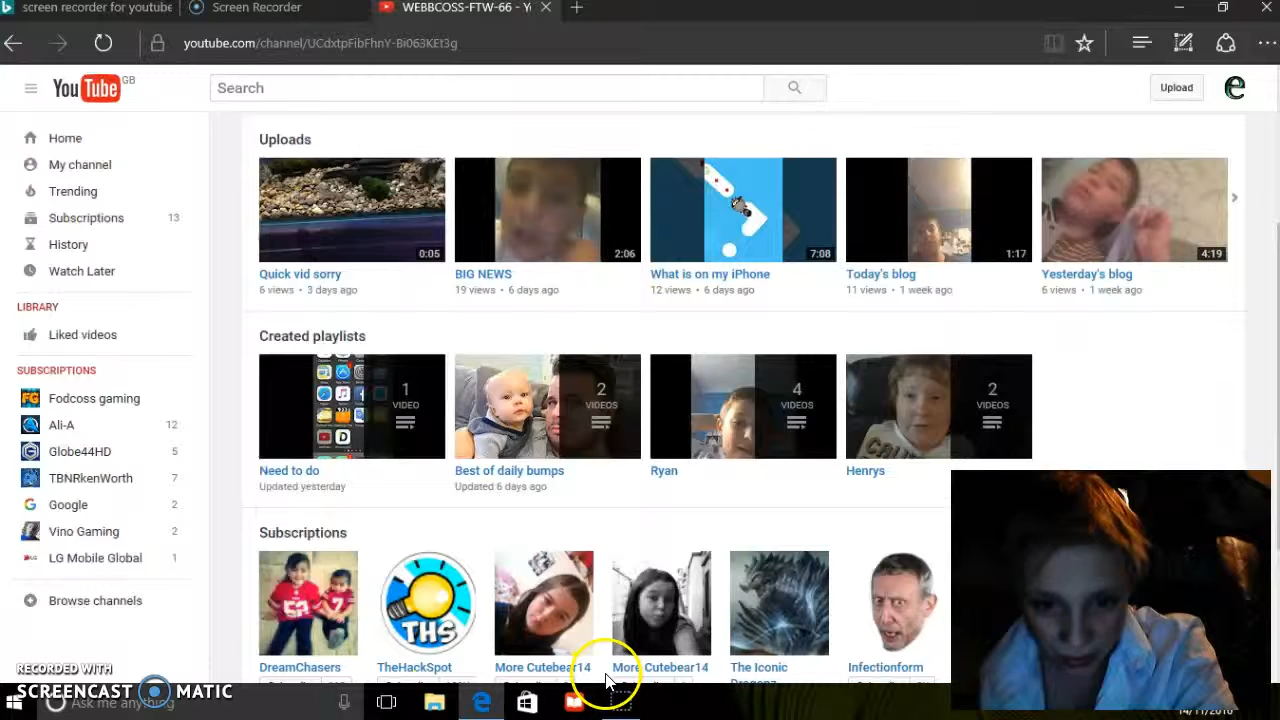 screen recorder for youtube
Screen Recorder
WEBBCOSS-FTW-66 - Y
youtube.com/channel/UCdxtpFibFhnY-Bi063KEt3g
YouTube GB
Search
Upload
Home
My channel
Trending
Subscriptions 13
History
Watch Later
LIBRARY
Liked videos
SUBSCRIPTIONS
Fodcoss gaming
Ali-A 12
Globe44HD 5
TBNRkenWorth 7
Google 2
Vino Gaming 2
LG Mobile Global 1
Browse channels
Uploads
0:05 2:06 7:08 1:17 4:19
Quick vid sorry BIG NEWS What is on my iPhone Today's blog Yesterday's blog
6 views • 3 days ago 19 views • 6 days ago 12 views • 6 days ago 11 views • 1 week ago 6 views • 1 week ago
Created playlists
1 2 4 2
VIDEO VIDEOS VIDEOS VIDEOS
Need to do Best of daily bumps Ryan Henrys
Updated yesterday Updated 6 days ago
Subscriptions
THS
DreamChasers TheHackSpot More Cutebear14 More Cutebear14 The Iconic Infectionform
RECORDED WITH
SCREENCAST MATIC
Ask me anything
14/11/2016